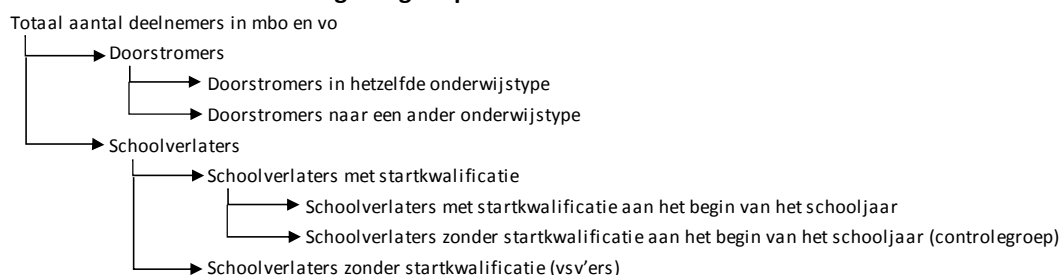 Totaal aantal deelnemers in mbo en vo
Doorstromers
Doorstromers in hetzelfde onderwijstype
Doorstromers naar een ander onderwijstype
Schoolverlaters
Schoolverlaters met startkwalificatie
Schoolverlaters met startkwalificatie aan het begin van het schooljaar
Schoolverlaters zonder startkwalificatie aan het begin van het schooljaar (controlegroep)
Schoolverlaters zonder startkwalificatie (vsv'ers)